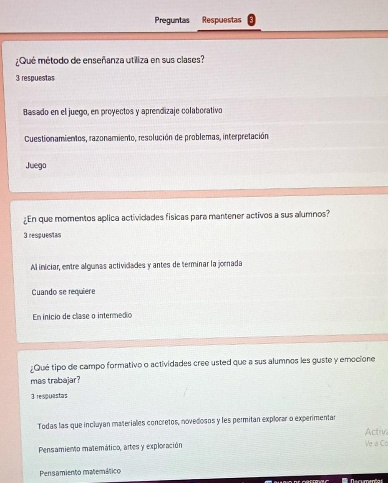 Preguntas Respuestas 3
¿Qué método de enseñanza utiliza en sus clases?
3 respuestas
Basado en el juego, en proyectos y aprendizaje colaborativo
Cuestionamientos, razonamiento, resolución de problemas, interpretación
Juego
¿En que momentos aplica actividades físicas para mantener activos a sus alumnos?
3 respuestas
Al iniciar, entre algunas actividades y antes de terminar la jornada
Cuando se requiere
En inicio de clase o intermedio
¿Qué tipo de campo formativo o actividades cree usted que a sus alumnos les guste y emocione
mas trabajar?
3 respuestas
Todas las que incluyan materiales concretos, novedosos y les permitan explorar o experimentar
Activ
Ve a Co
Pensamiento matemático, artes y exploración
Pensamiento matemático
Documentos